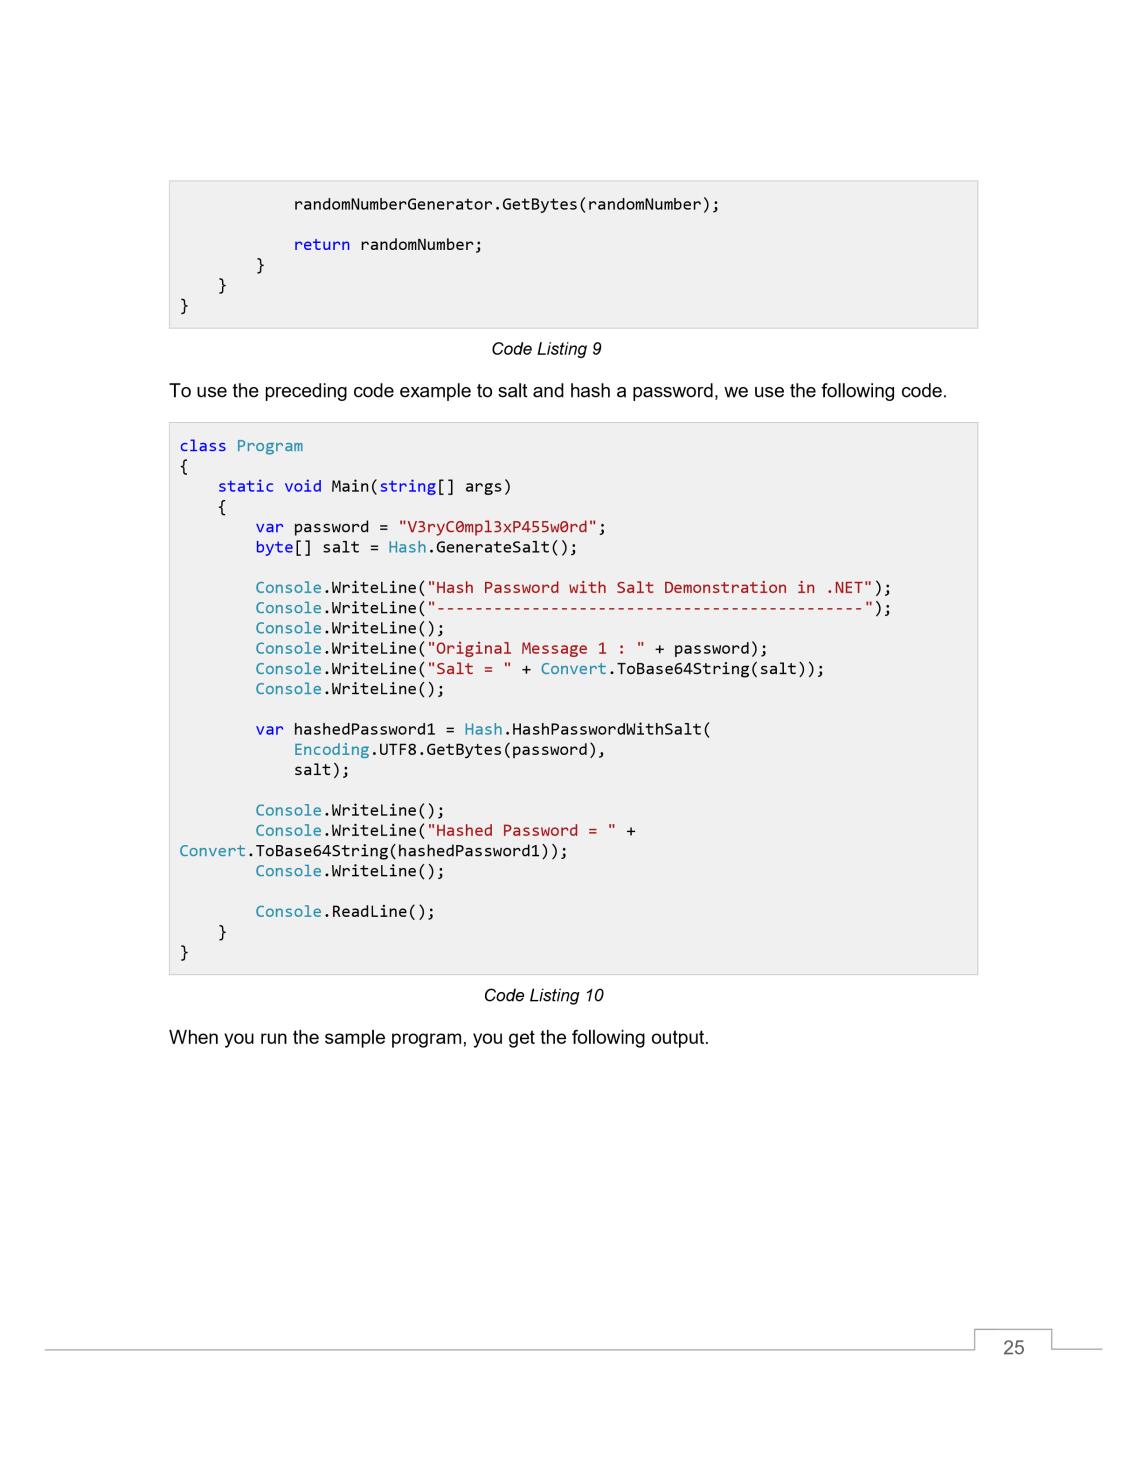 randomNumberGenerator.GetBytes(randomNumber);
            return randomNumber;
        }
    }
}
Code Listing 9
To use the preceding code example to salt and hash a password, we use the following code.
class Program
{
    static void Main(string[] args)
    {
        var password = "V3ryC0mpl3xP455w0rd";
        byte[] salt = Hash.GenerateSalt();
        Console.WriteLine("Hash Password with Salt Demonstration in .NET");
        Console.WriteLine("---------------------------------------------");
        Console.WriteLine();
        Console.WriteLine("Original Message 1 : " + password);
        Console.WriteLine("Salt = " + Convert.ToBase64String(salt));
        Console.WriteLine();
        var hashedPassword1 = Hash.HashPasswordWithSalt(
            Encoding.UTF8.GetBytes(password),
            salt);
        Console.WriteLine();
        Console.WriteLine("Hashed Password = " +
Convert.ToBase64String(hashedPassword1));
        Console.WriteLine();
        Console.ReadLine();
    }
}
Code Listing 10
When you run the sample program, you get the following output.
25